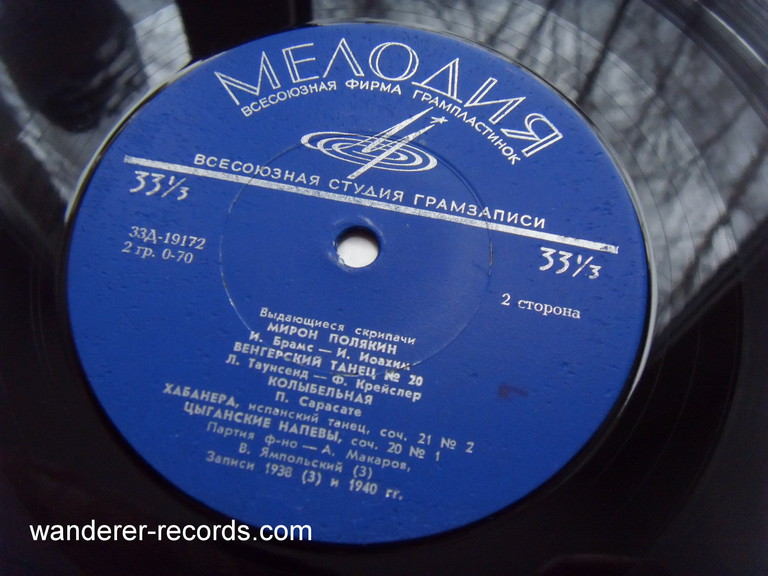 МЕЛОДИЯ
ВСЕСОЮЗНАЯ ФИРМА ГРАМПЛАСТИНОК
ВСЕСОЮЗНАЯ СТУДИЯ ГРАМЗАПИСИ
33⅓
33⅓
33Д-19172
2 гр. 0-70
2 сторона
Выдающиеся скрипачи
МИРОН ПОЛЯКИН
И. Брамс — И. Иоахим
ВЕНГЕРСКИЙ ТАНЕЦ № 20
Л. Таунсенд — Ф. Крейслер
КОЛЫБЕЛЬНАЯ
П. Сарасате
ХАБАНЕРА, испанский танец, соч. 21 № 2
ЦЫГАНСКИЕ НАПЕВЫ, соч. 20 № 1
Партия ф-но — А. Макаров,
В. Ямпольский (3)
Записи 1938 (3) и 1940 гг.
wanderer-records.com